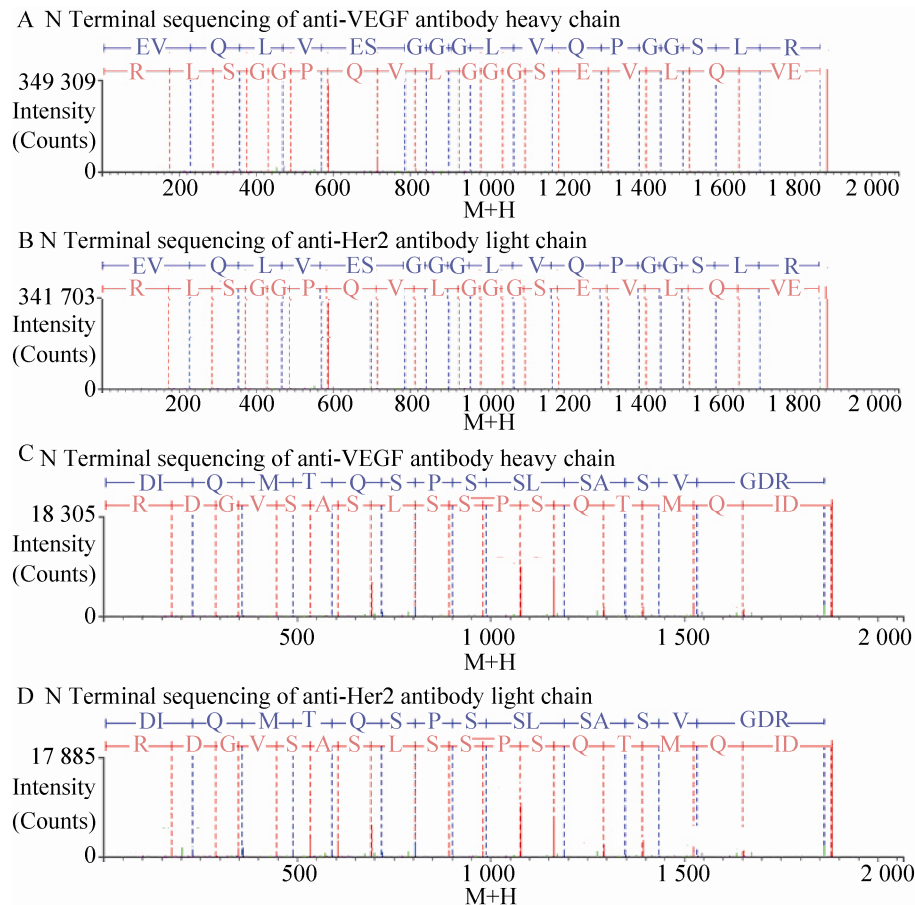 A N Terminal sequencing of anti-VEGF antibody heavy chain
EV Q L V ES G G G L V Q P G G S L R
R L S G G P Q V L G G G S E V L Q VE
349 309
Intensity
(Counts)
0
200 400 600 800 1 000 1 200 1 400 1 600 1 800 2 000
M+H
B N Terminal sequencing of anti-Her2 antibody light chain
EV Q L V ES G G G L V Q P G G S L R
R L S G G P Q V L G G G S E V L Q VE
341 703
Intensity
(Counts)
0
200 400 600 800 1 000 1 200 1 400 1 600 1 800 2 000
M+H
C N Terminal sequencing of anti-VEGF antibody heavy chain
DI Q M T Q S P S SL SA S V GDR
R D G V S A S L S S P S Q T M Q ID
18 305
Intensity
(Counts)
0
500 1 000 1 500 2 000
M+H
D N Terminal sequencing of anti-Her2 antibody light chain
DI Q M T Q S P S SL SA S V GDR
R D G V S A S L S S P S Q T M Q ID
17 885
Intensity
(Counts)
0
500 1 000 1 500 2 000
M+H